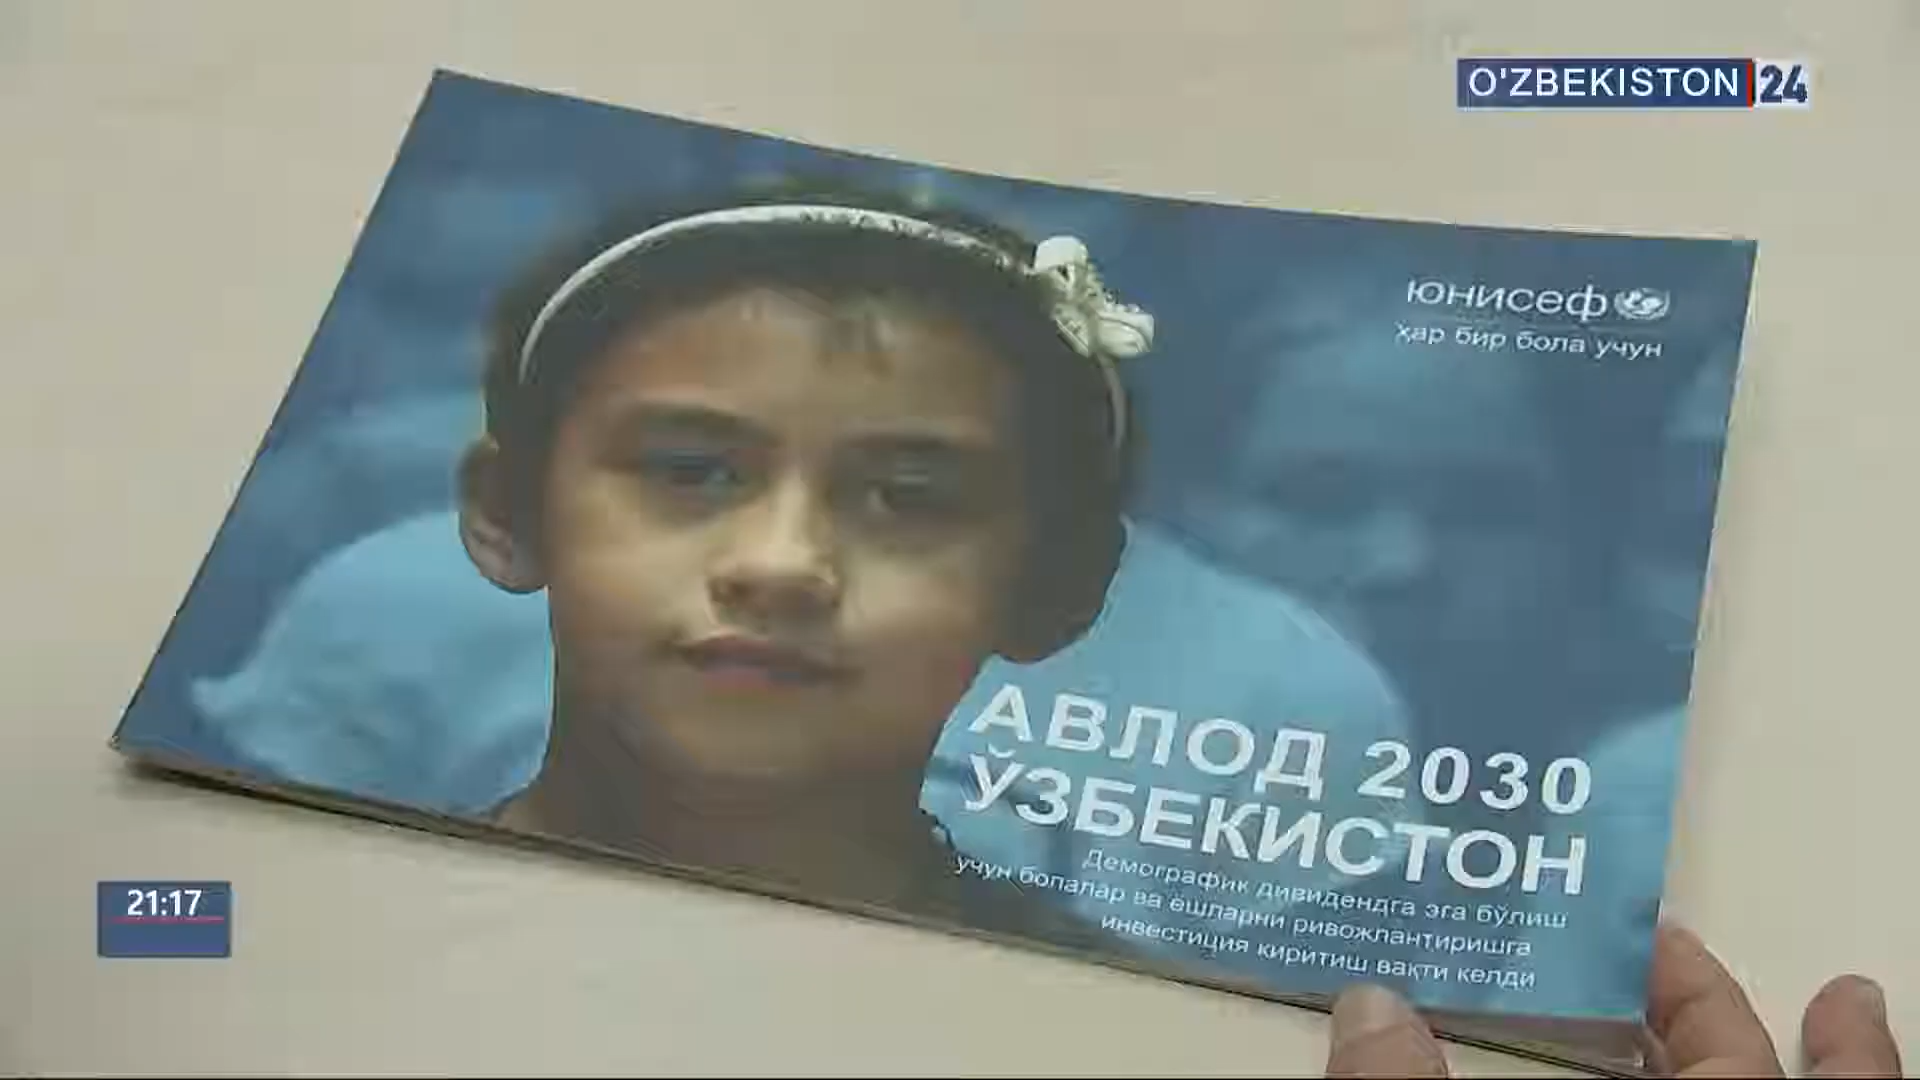 O'ZBEKISTON 24
юнисеф
ҳар бир бола учун
АВЛОД 2030
ЎЗБЕКИСТОН
Демографик дивидендга эга бўлиш
учун болалар ва ёшларни ривожлантиришга
инвестиция киритиш вақти келди
21:17